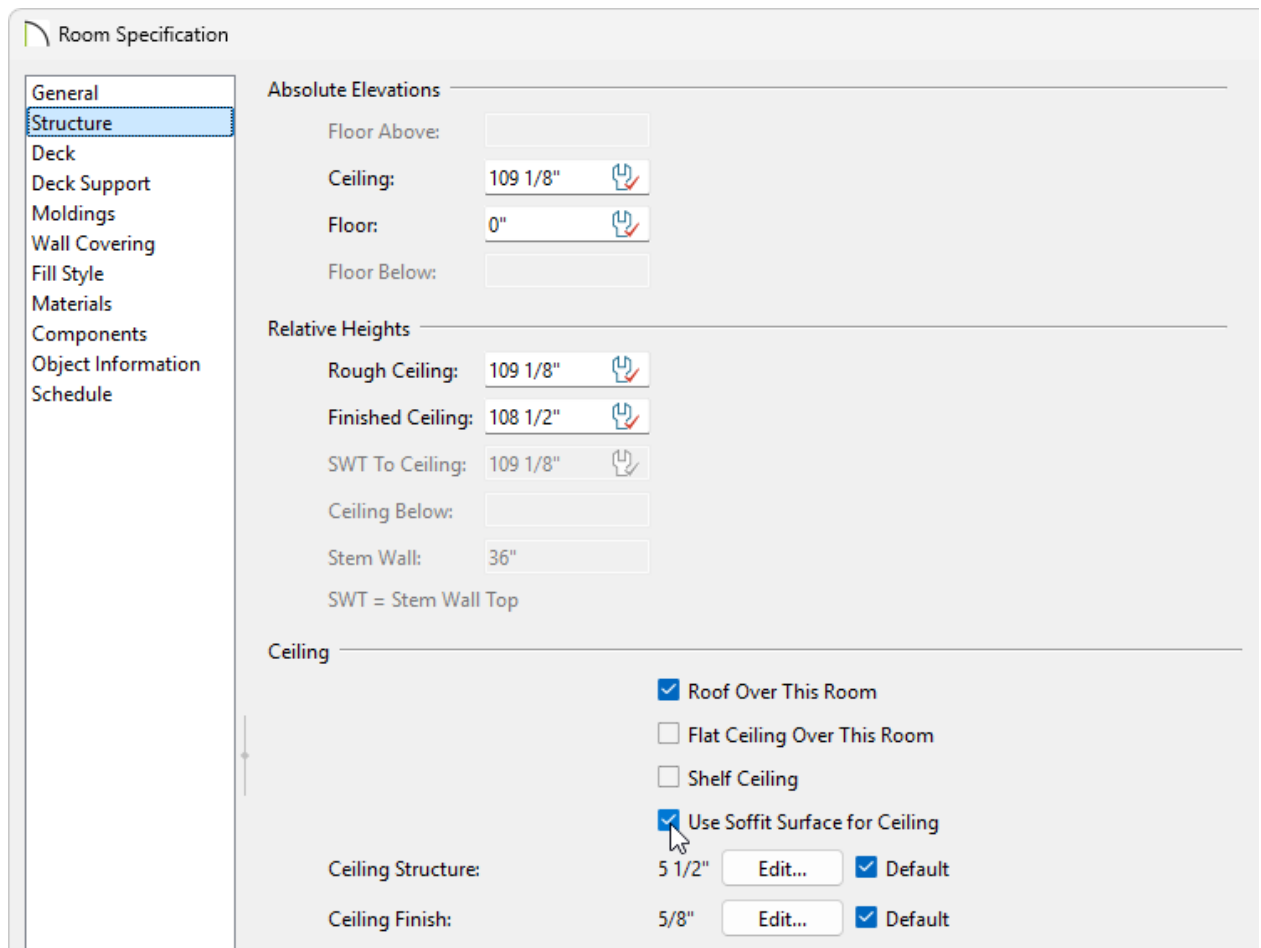 Room Specification
General
Structure
Deck
Deck Support
Moldings
Wall Covering
Fill Style
Materials
Components
Object Information
Schedule
Absolute Elevations
Floor Above:
Ceiling: 109 1/8"
Floor: 0"
Floor Below:
Relative Heights
Rough Ceiling: 109 1/8"
Finished Ceiling: 108 1/2"
SWT To Ceiling: 109 1/8"
Ceiling Below:
Stem Wall: 36"
SWT = Stem Wall Top
Ceiling
Roof Over This Room
Flat Ceiling Over This Room
Shelf Ceiling
Use Soffit Surface for Ceiling
Ceiling Structure: 5 1/2" Edit... Default
Ceiling Finish: 5/8" Edit... Default